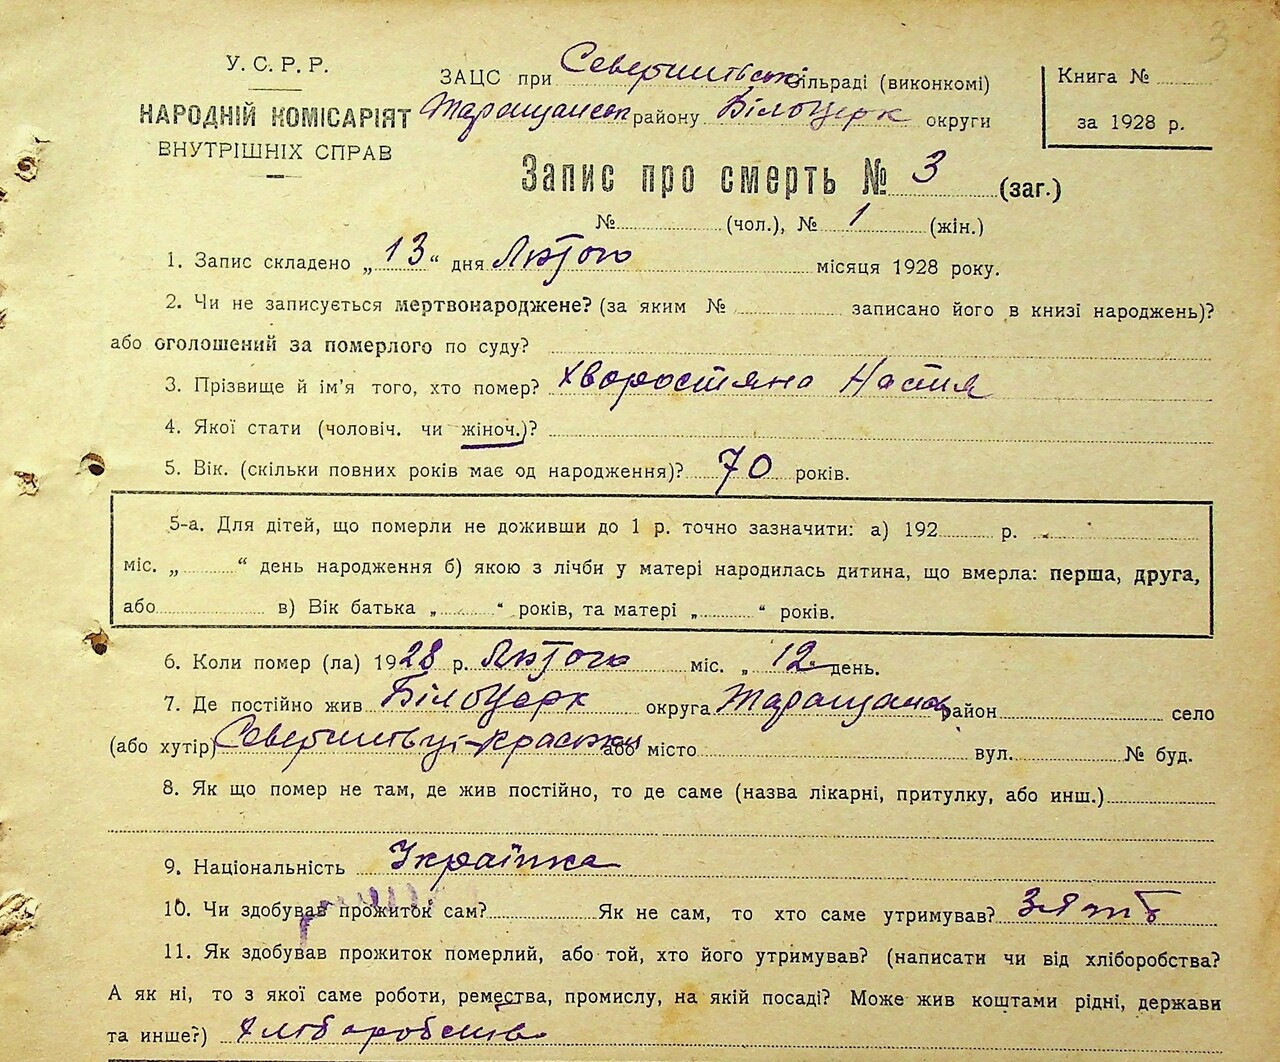 3
У. С. Р. Р.
НАРОДНІЙ КОМІСАРІЯТ
ВНУТРІШНІХ СПРАВ
ЗАЦС при сільраді (виконкомі)
Таращанськ району Білоцерк округи
Книга №
за 1928 р.
Запис про смерть № 3 (заг.)
№ (чол.), № 1 (жін.)
1. Запис складено „13“ дня Лютого місяця 1928 року.
2. Чи не записується мертвонароджене? (за яким № записано його в книзі народжень)?
або оголошений за померлого по суду?
3. Прізвище й ім'я того, хто помер? Хворостяна Настя
4. Якої стати (чоловіч. чи жіноч.)?
5. Вік. (скільки повних років має од народження)? 70 років.
5-а. Для дітей, що померли не доживши до 1 р. точно зазначити: а) 192 р.
міс. „ “ день народження б) якою з лічби у матері народилась дитина, що вмерла: перша, друга,
або в) Вік батька „ “ років, та матері „ “ років.
6. Коли помер (ла) 1928 р. Лютого міс. „ 12 день.
7. Де постійно жив Білоцерк округа Таращанськ район село
(або хутір) або місто вул. № буд.
8. Як що помер не там, де жив постійно, то де саме (назва лікарні, притулку, або инш.)
9. Національність Українка
10. Чи здобував прожиток сам? Як не сам, то хто саме утримував? зять
11. Як здобував прожиток померлий, або той, хто його утримував? (написати чи від хліборобства?
А як ні, то з якої саме роботи, ремества, промислу, на якій посаді? Може жив коштами рідні, держави
та инше?) хліборобство